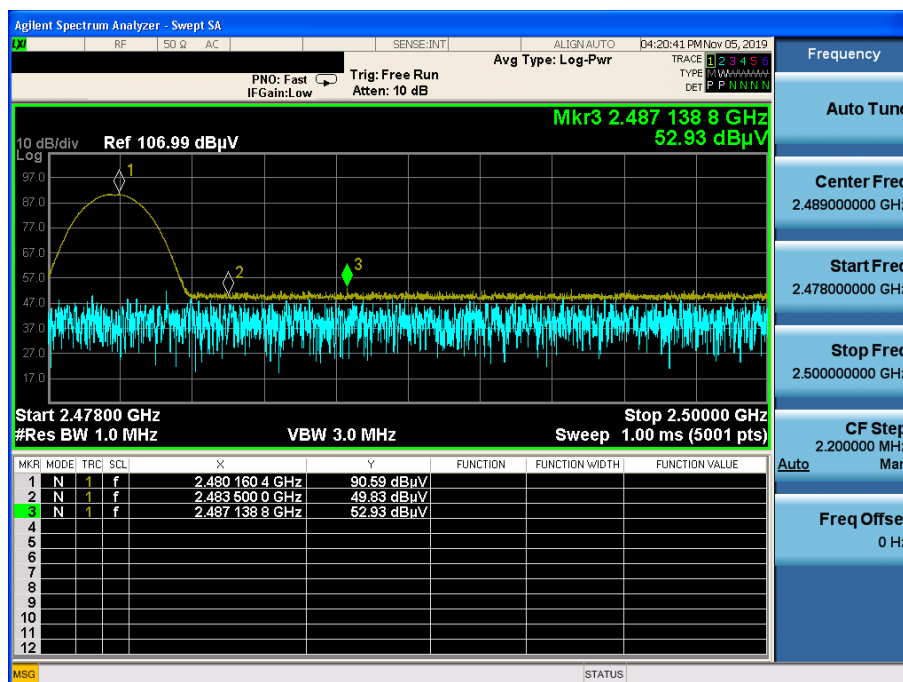 Agilent Spectrum Analyzer - Swept SA
LXI RF 50 Ω AC SENSE:INT ALIGN AUTO 04:20:41 PM Nov 05, 2019
Frequency
Avg Type: Log-Pwr
TRACE 1 2 3 4 5 6
PNO: Fast Trig: Free Run
TYPE M W W W W W
IFGain:Low Atten: 10 dB
DET P P N N N N
Auto Tune
Mkr3 2.487 138 8 GHz
10 dB/div Ref 106.99 dBµV 52.93 dBµV
Log
97.0
1
87.0
77.0
67.0
57.0
2
3
47.0
37.0
27.0
17.0
Center Freq
2.489000000 GHz
Start Freq
2.478000000 GHz
Stop Freq
2.500000000 GHz
Start 2.47800 GHz Stop 2.50000 GHz
#Res BW 1.0 MHz VBW 3.0 MHz Sweep 1.00 ms (5001 pts)
CF Step
2.200000 MHz
Auto Man
MKR MODE TRC SCL X Y FUNCTION FUNCTION WIDTH FUNCTION VALUE
1 N 1 f 2.480 160 4 GHz 90.59 dBµV
2 N 1 f 2.483 500 0 GHz 49.83 dBµV
3 N 1 f 2.487 138 8 GHz 52.93 dBµV
4
5
6
7
8
9
10
11
12
Freq Offset
0 Hz
MSG STATUS